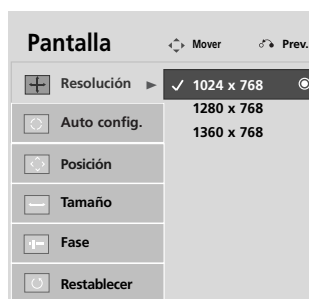 Pantalla
Mover
Prev.
Resolución
1024 x 768
1280 x 768
1360 x 768
Auto config.
Posición
Tamaño
Fase
Restablecer